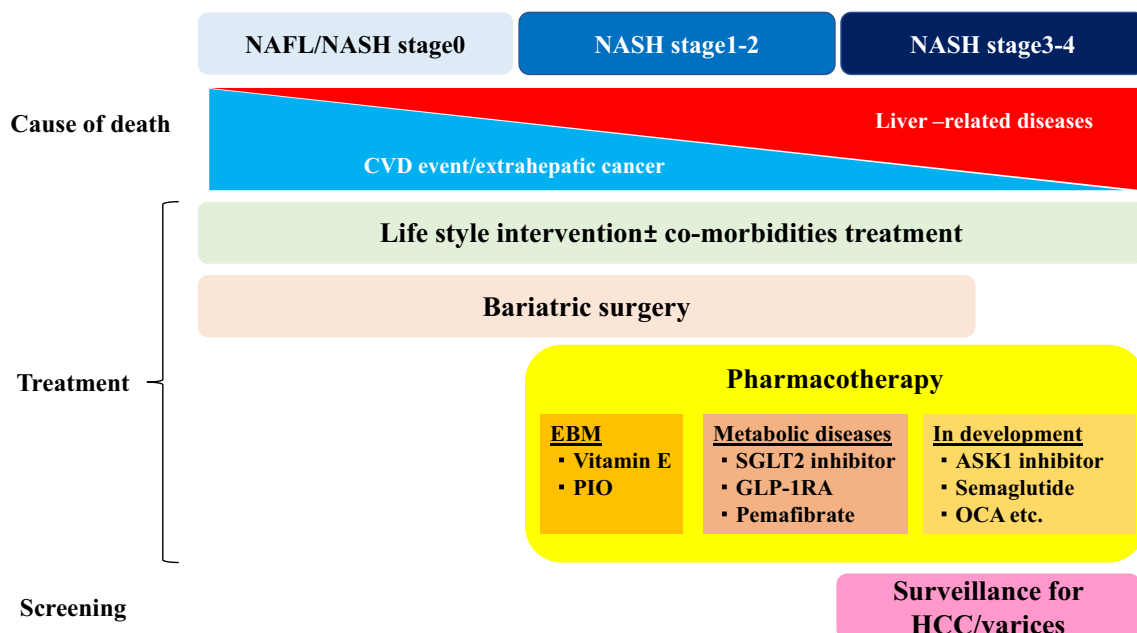 NAFL/NASH stage0
NASH stage1-2
NASH stage3-4
Cause of death
Liver –related diseases
CVD event/extrahepatic cancer
Life style intervention± co-morbidities treatment
Bariatric surgery
Treatment
Pharmacotherapy
EBM
▪ Vitamin E
▪ PIO
Metabolic diseases
▪ SGLT2 inhibitor
▪ GLP-1RA
▪ Pemafibrate
In development
▪ ASK1 inhibitor
▪ Semaglutide
▪ OCA etc.
Screening
Surveillance for
HCC/varices